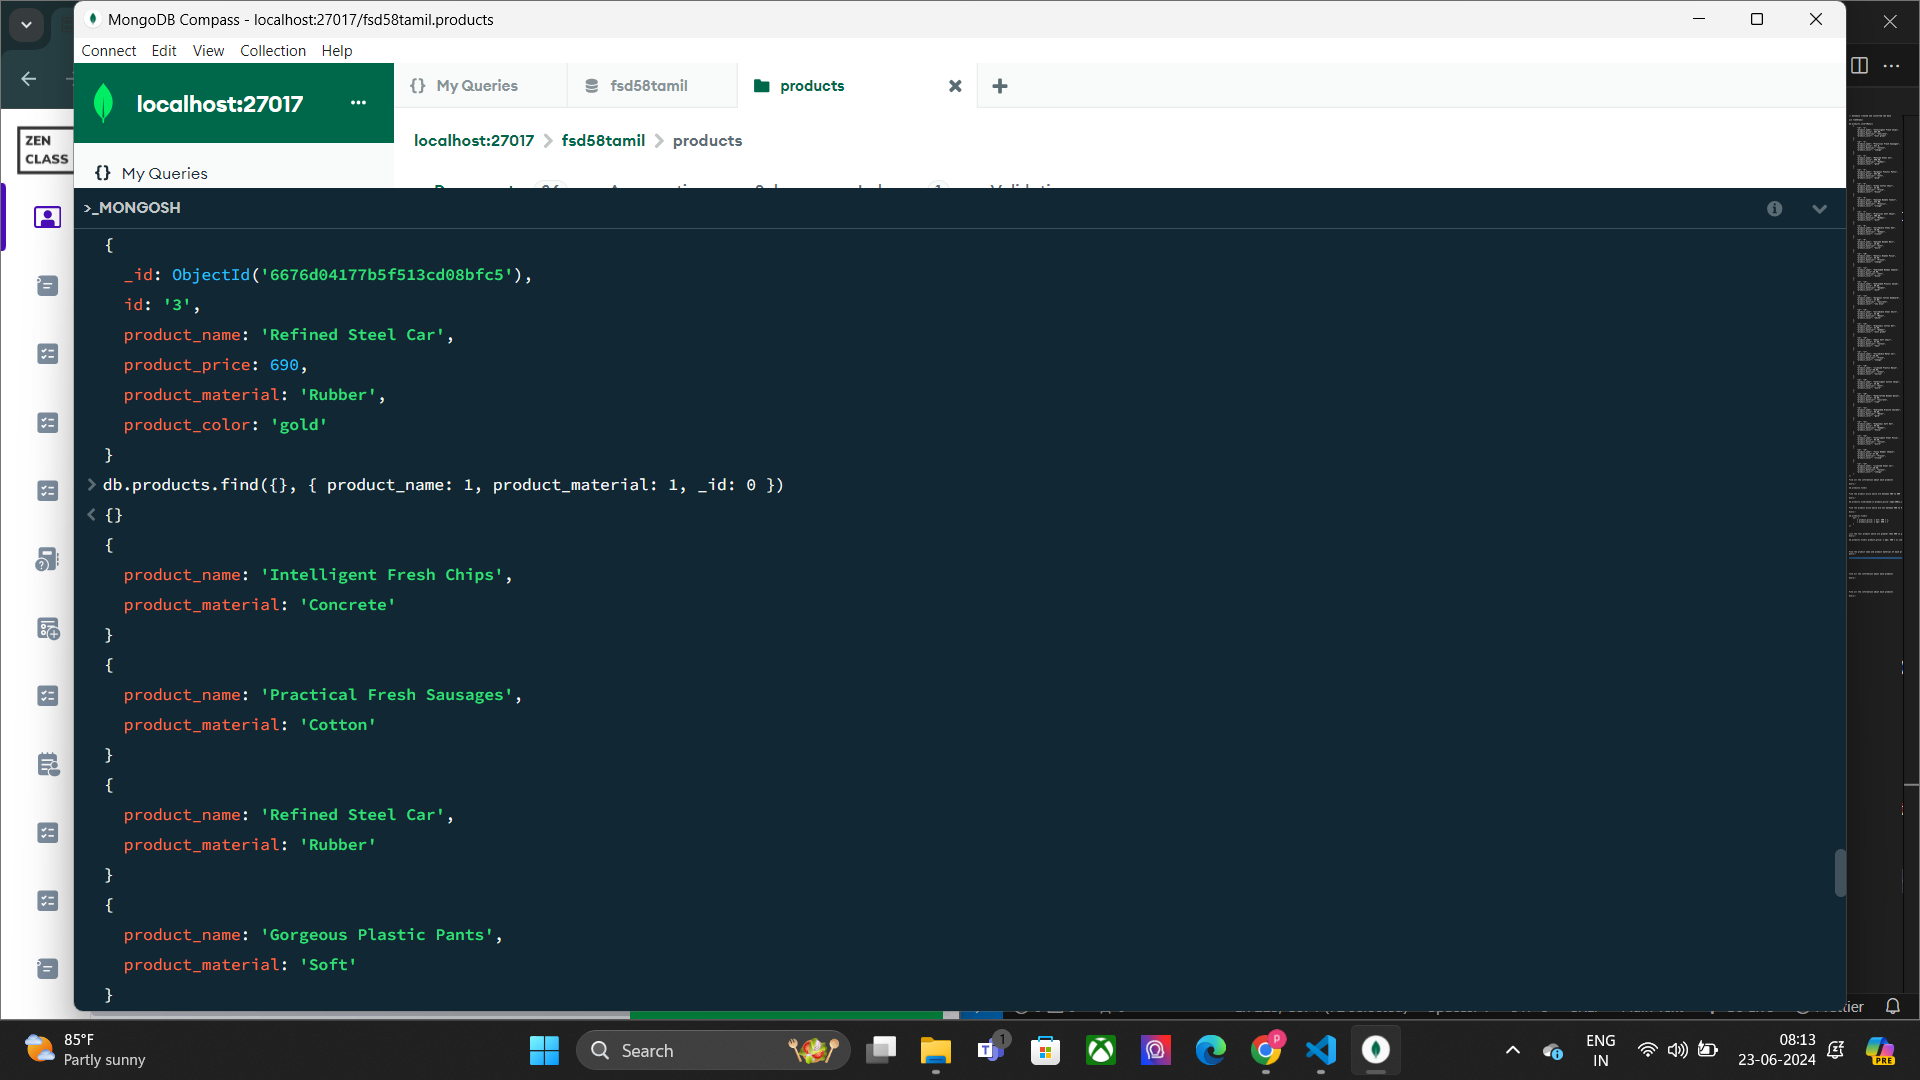 MongoDB Compass - localhost:27017/fsd58tamil.products
Connect Edit View Collection Help
localhost:27017 •••
{} My Queries
fsd58tamil
products
localhost:27017 > fsd58tamil > products
ZEN
CLASS
{} My Queries
>_MONGOSH
{
_id: ObjectId('6676d04177b5f513cd08bfc5'),
id: '3',
product_name: 'Refined Steel Car',
product_price: 690,
product_material: 'Rubber',
product_color: 'gold'
}
> db.products.find({}, { product_name: 1, product_material: 1, _id: 0 })
< {}
{
product_name: 'Intelligent Fresh Chips',
product_material: 'Concrete'
}
{
product_name: 'Practical Fresh Sausages',
product_material: 'Cotton'
}
{
product_name: 'Refined Steel Car',
product_material: 'Rubber'
}
{
product_name: 'Gorgeous Plastic Pants',
product_material: 'Soft'
}
85°F
Partly sunny
Search
1
P
ENG
IN
08:13
23-06-2024
PRE